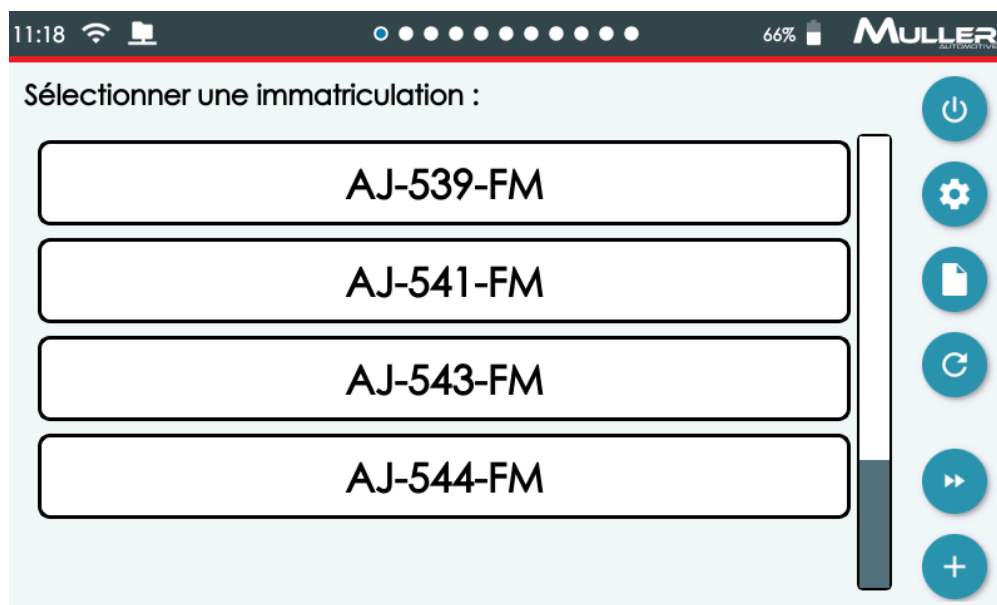 11:18
66%
MULLER
AUTOMOTIVE
Sélectionner une immatriculation :
AJ-539-FM
AJ-541-FM
AJ-543-FM
AJ-544-FM